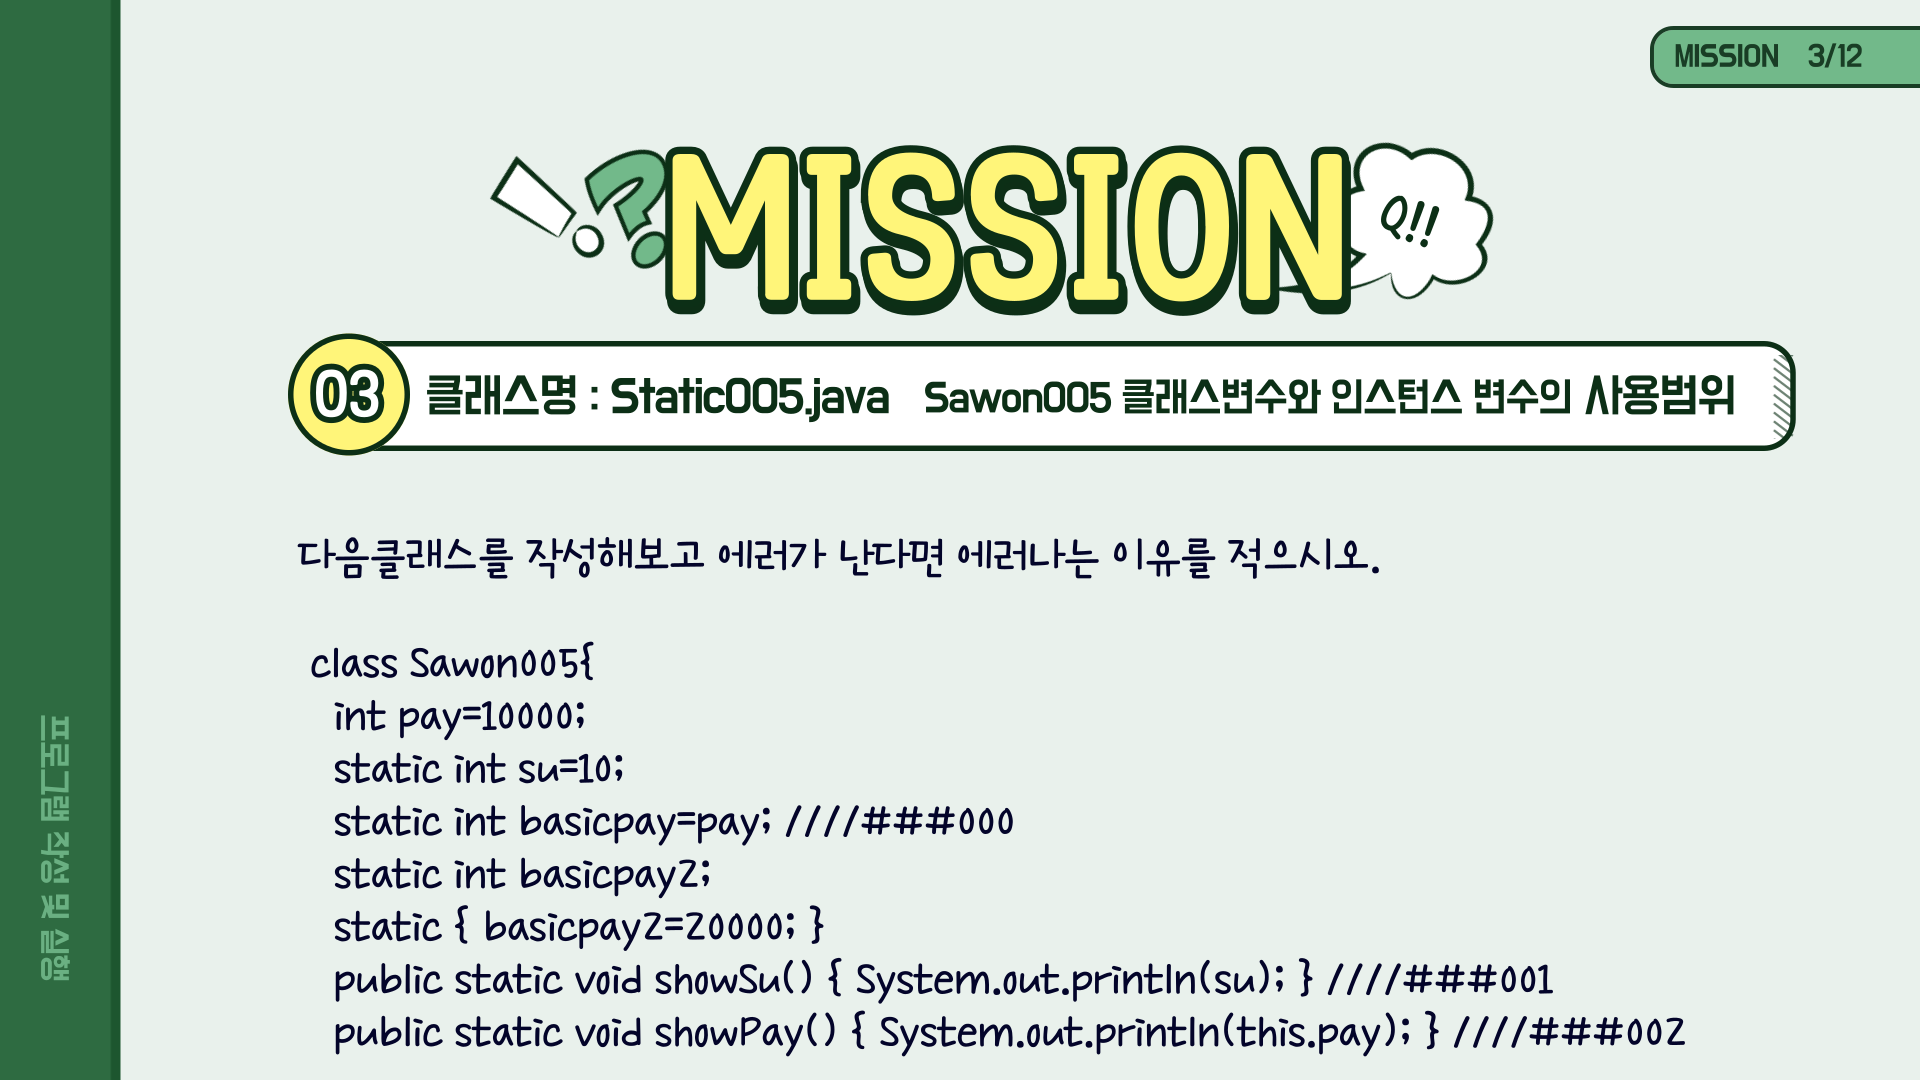 MISSION 3/12
MISSION
Q!!
03 클래스명 : Static005.java Sawon005 클래스변수와 인스턴스 변수의 사용범위
다음클래스를 작성해보고 에러가 난다면 에러나는 이유를 적으시오.
class Sawon005{
int pay=10000;
static int su=10;
static int basicpay=pay; ////###000
static int basicpay2;
static { basicpay2=20000; }
public static void showSu() { System.out.println(su); } ////###001
public static void showPay() { System.out.println(this.pay); } ////###002
프로그램 작성 및 실행